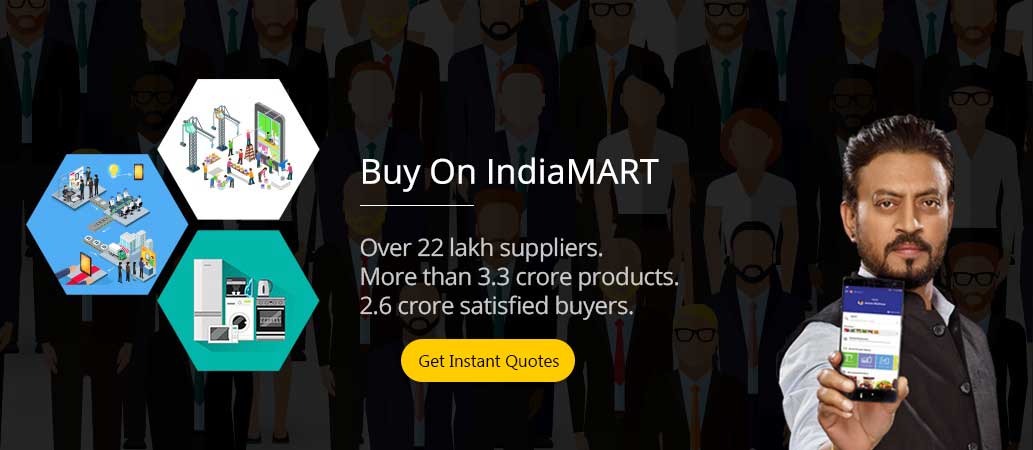 Buy On IndiaMART
Over 22 lakh suppliers.
More than 3.3 crore products.
2.6 crore satisfied buyers.
Get Instant Quotes